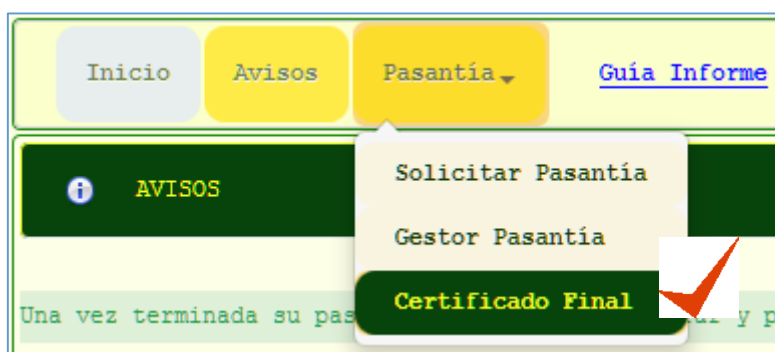 Inicio Avisos Pasantía Guía Informe
Solicitar Pasantía
AVISOS
Gestor Pasantía
Certificado Final
Una vez terminada su pas y p